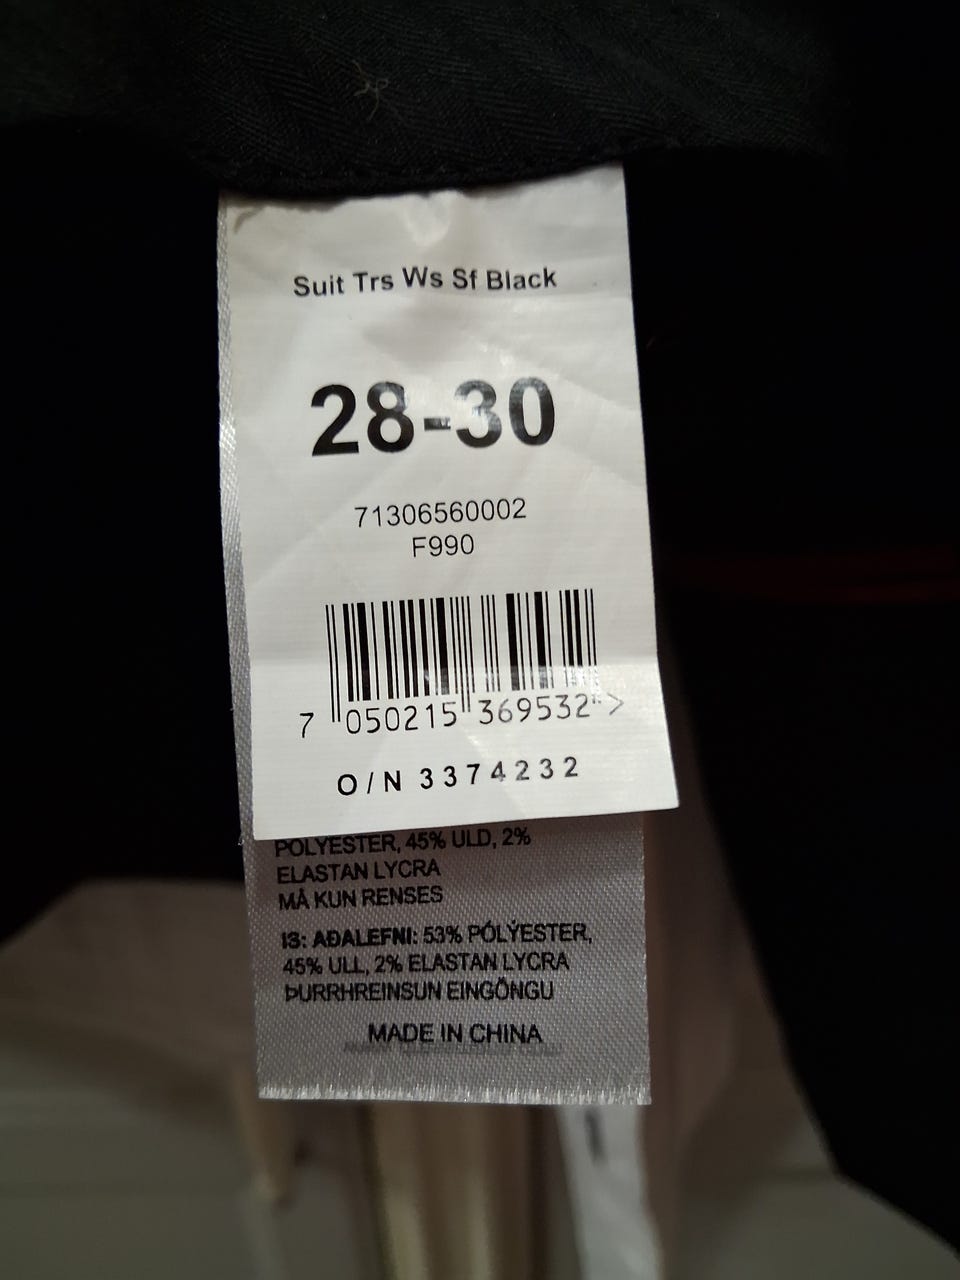 Suit Trs Ws Sf Black
28-30
71306560002
F990
7 050215 369532 >
O/N 3374232
POLYESTER, 45% ULD, 2%
ELASTAN LYCRA
MÅ KUN RENSES
IS: AÐALEFNI: 53% PÓLÝESTER,
45% ULL, 2% ELASTAN LYCRA
ÞURRHREINSUN EINGÖNGU
MADE IN CHINA